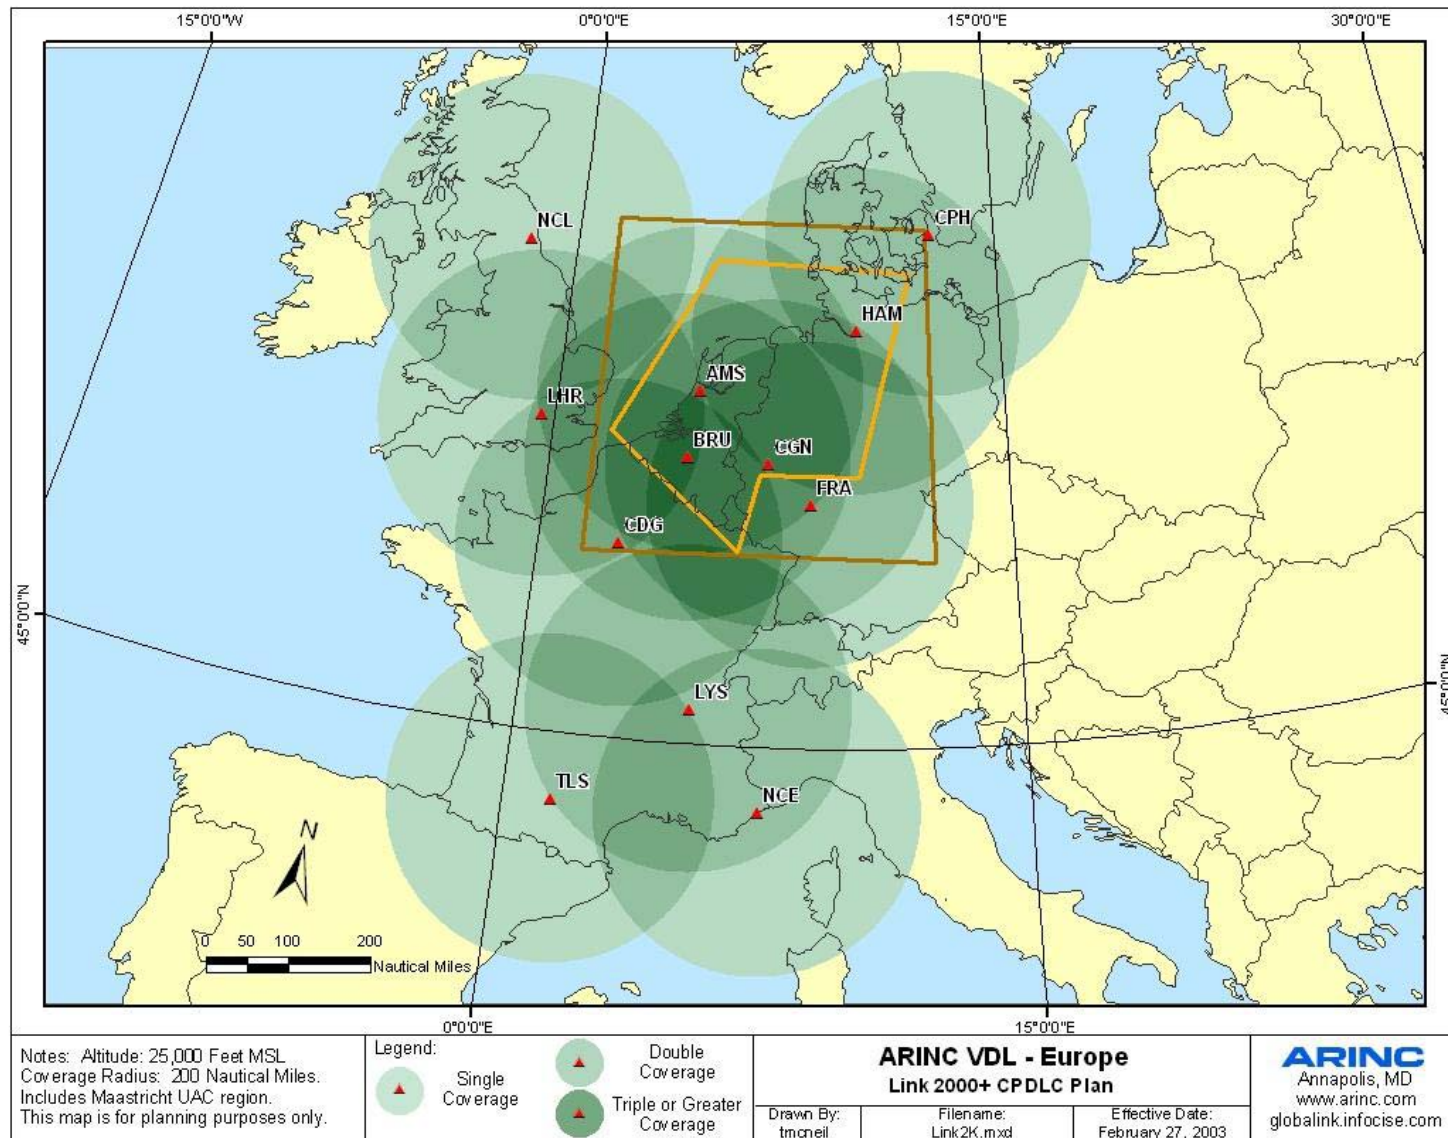 15°0'0"W
0°0'0"E
15°0'0"E
30°0'0"E
NCL
CPH
HAM
AMS
LHR
BRU
CGN
FRA
CDG
45°0'0"N
45°0'0"N
LYS
TLS
NCE
N
0 50 100 200
Nautical Miles
0°0'0"E
15°0'0"E
Notes: Altitude: 25,000 Feet MSL
Coverage Radius: 200 Nautical Miles.
Includes Maastricht UAC region.
This map is for planning purposes only.
Legend:
Single
Coverage
Double
Coverage
Triple or Greater
Coverage
ARINC VDL - Europe
Link 2000+ CPDLC Plan
Drawn By:
tmcneil
Filename:
Link2K.mxd
Effective Date:
February 27, 2003
ARINC
Annapolis, MD
www.arinc.com
globalink.infocise.com